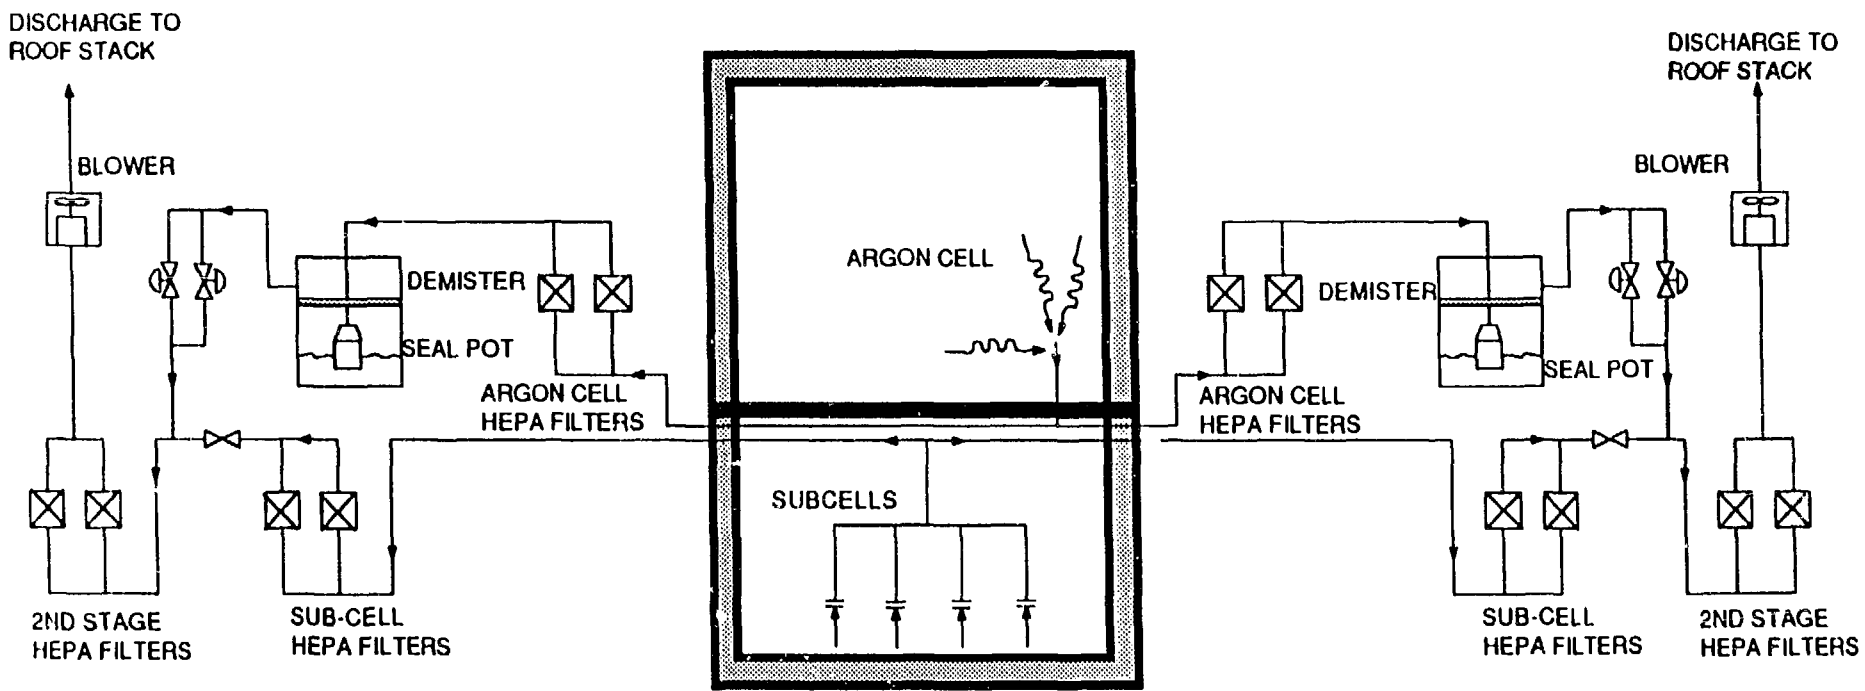 DISCHARGE TO
ROOF STACK
BLOWER
DEMISTER
SEAL POT
ARGON CELL
HEPA FILTERS
2ND STAGE
HEPA FILTERS
SUB-CELL
HEPA FILTERS
ARGON CELL
SUBCELLS
DISCHARGE TO
ROOF STACK
BLOWER
DEMISTER
SEAL POT
ARGON CELL
HEPA FILTERS
SUB-CELL
HEPA FILTERS
2ND STAGE
HEPA FILTERS